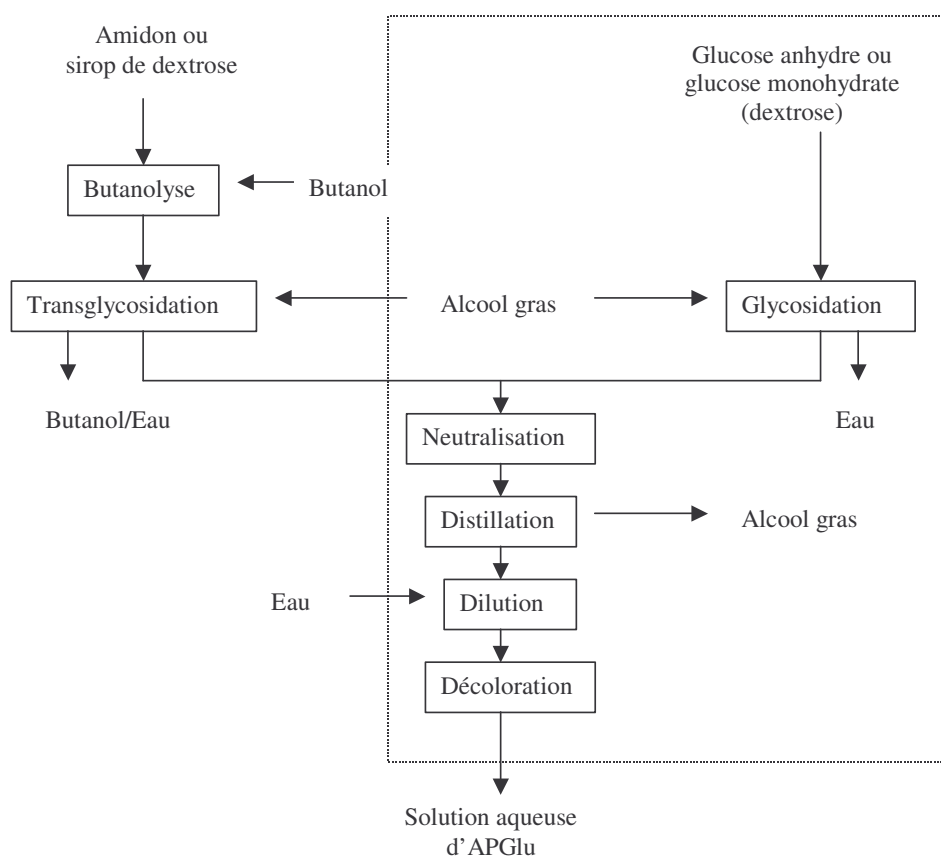 Amidon ou
sirop de dextrose
Glucose anhydre ou
glucose monohydrate
(dextrose)
Butanolyse
Butanol
Transglycosidation
Alcool gras
Glycosidation
Butanol/Eau
Eau
Neutralisation
Distillation
Alcool gras
Eau
Dilution
Décoloration
Solution aqueuse
d’APGlu